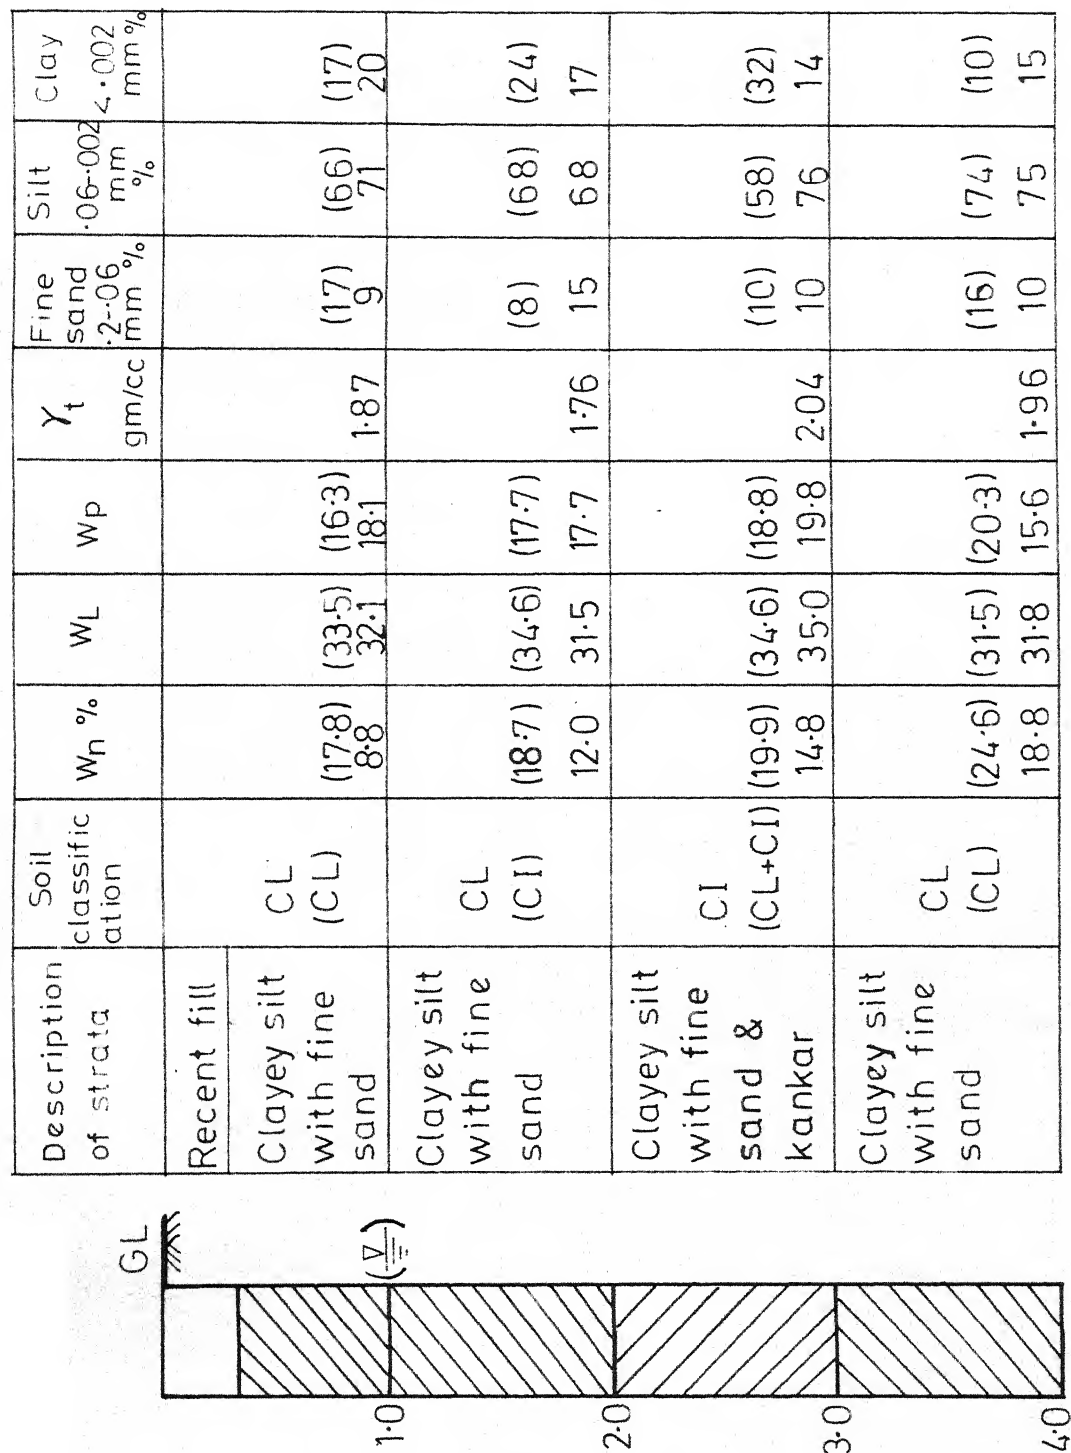 GL
1·0
2·0
3·0
4·0
Description of strata | Soil classific ation | Wn % | WL | Wp | γt gm/cc | Fine sand ·2-·06 mm % | Silt ·06-·002 mm % | Clay <·002 mm %
Recent fill
Clayey silt with fine sand | CL (CL) | (17·8) 8·8 | (33·5) 32·1 | (16·3) 18·1 | 1·87 | (17) 9 | (66) 71 | (17) 20
Clayey silt with fine sand | CL (CI) | (18·7) 12·0 | (34·6) 31·5 | (17·7) 17·7 | 1·76 | (8) 15 | (68) 68 | (24) 17
Clayey silt with fine sand & kankar | CI (CL+CI) | (19·9) 14·8 | (34·6) 35·0 | (18·8) 19·8 | 2·04 | (10) 10 | (58) 76 | (32) 14
Clayey silt with fine sand | CL (CL) | (24·6) 18·8 | (31·5) 31·8 | (20·3) 15·6 | 1·96 | (16) 10 | (74) 75 | (10) 15